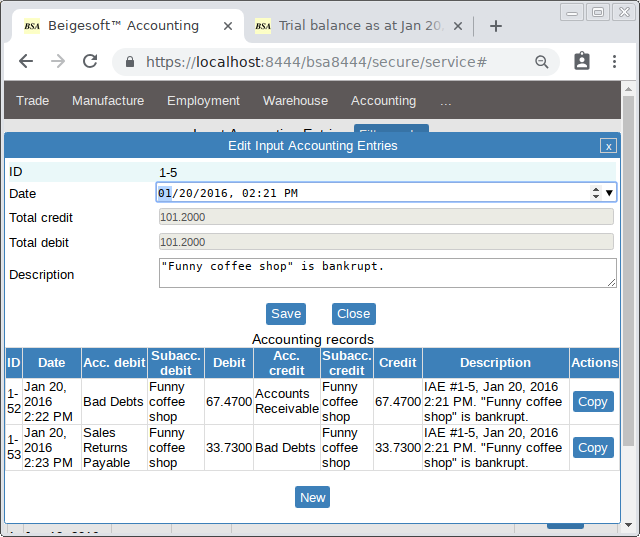 BSA Beigesoft™ Accounting
BSA Trial balance as at Jan 20,
https://localhost:8444/bsa8444/secure/service#
Trade Manufacture Employment Warehouse Accounting ...
Edit Input Accounting Entries x
ID 1-5
Date 01/20/2016, 02:21 PM
Total credit 101.2000
Total debit 101.2000
Description "Funny coffee shop" is bankrupt.
Save Close
Accounting records
ID Date Acc. debit Subacc. debit Debit Acc. credit Subacc. credit Credit Description Actions
1-52 Jan 20, 2016 2:22 PM Bad Debts Funny coffee shop 67.4700 Accounts Receivable Funny coffee shop 67.4700 IAE #1-5, Jan 20, 2016 2:21 PM. "Funny coffee shop" is bankrupt. Copy
1-53 Jan 20, 2016 2:23 PM Sales Returns Payable Funny coffee shop 33.7300 Bad Debts Funny coffee shop 33.7300 IAE #1-5, Jan 20, 2016 2:21 PM. "Funny coffee shop" is bankrupt. Copy
New